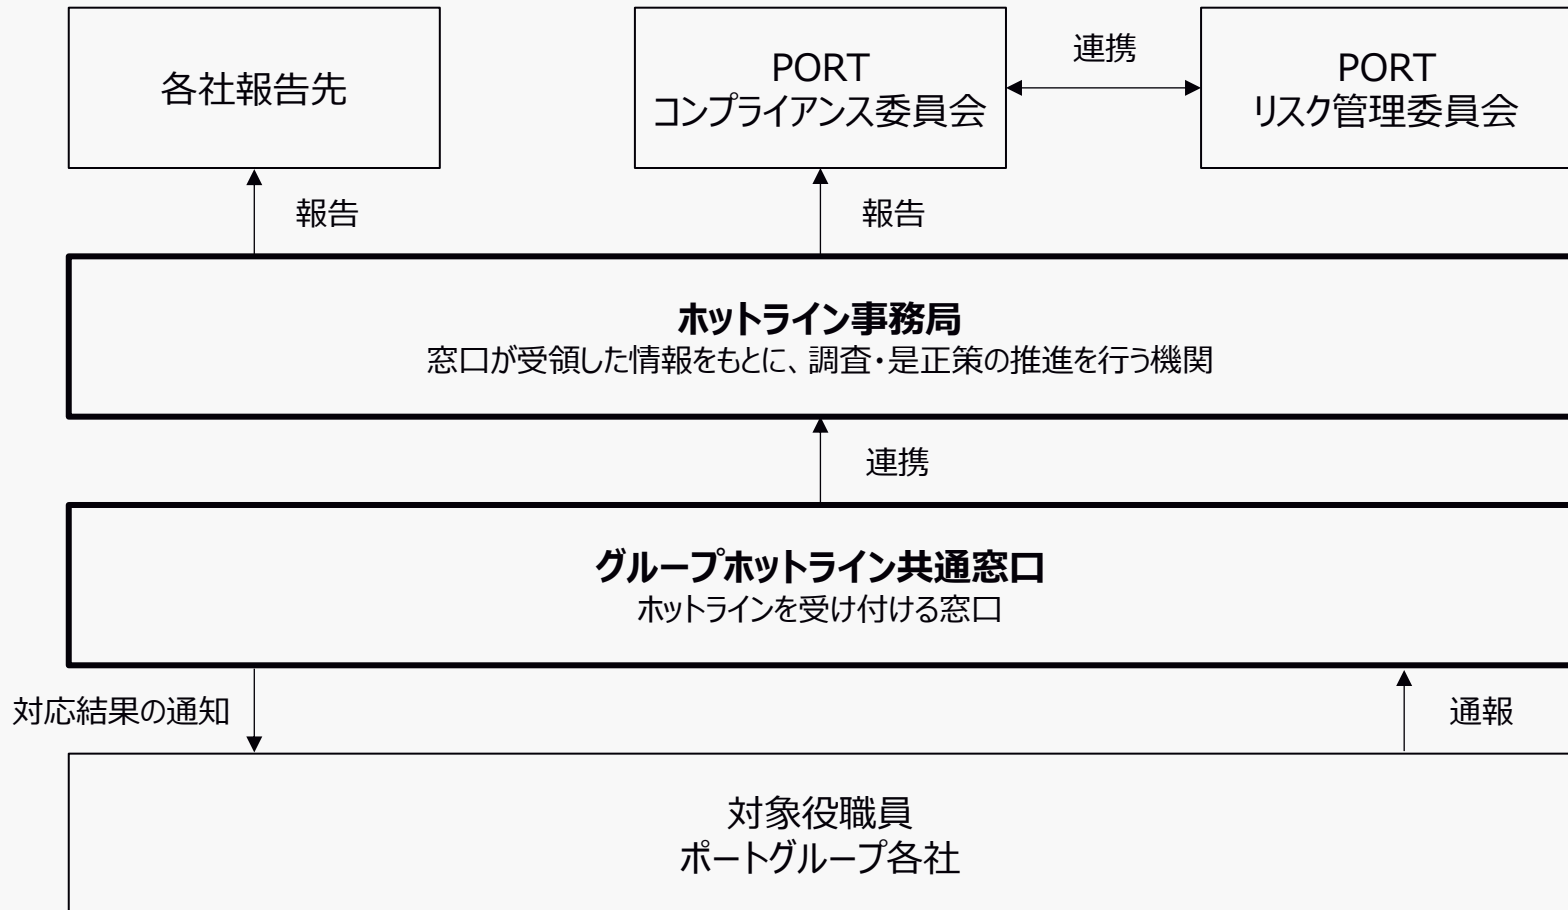 各社報告先
PORT
コンプライアンス委員会
連携
PORT
リスク管理委員会
報告
報告
ホットライン事務局
窓口が受領した情報をもとに、調査・是正策の推進を行う機関
連携
グループホットライン共通窓口
ホットラインを受け付ける窓口
対応結果の通知
通報
対象役職員
ポートグループ各社